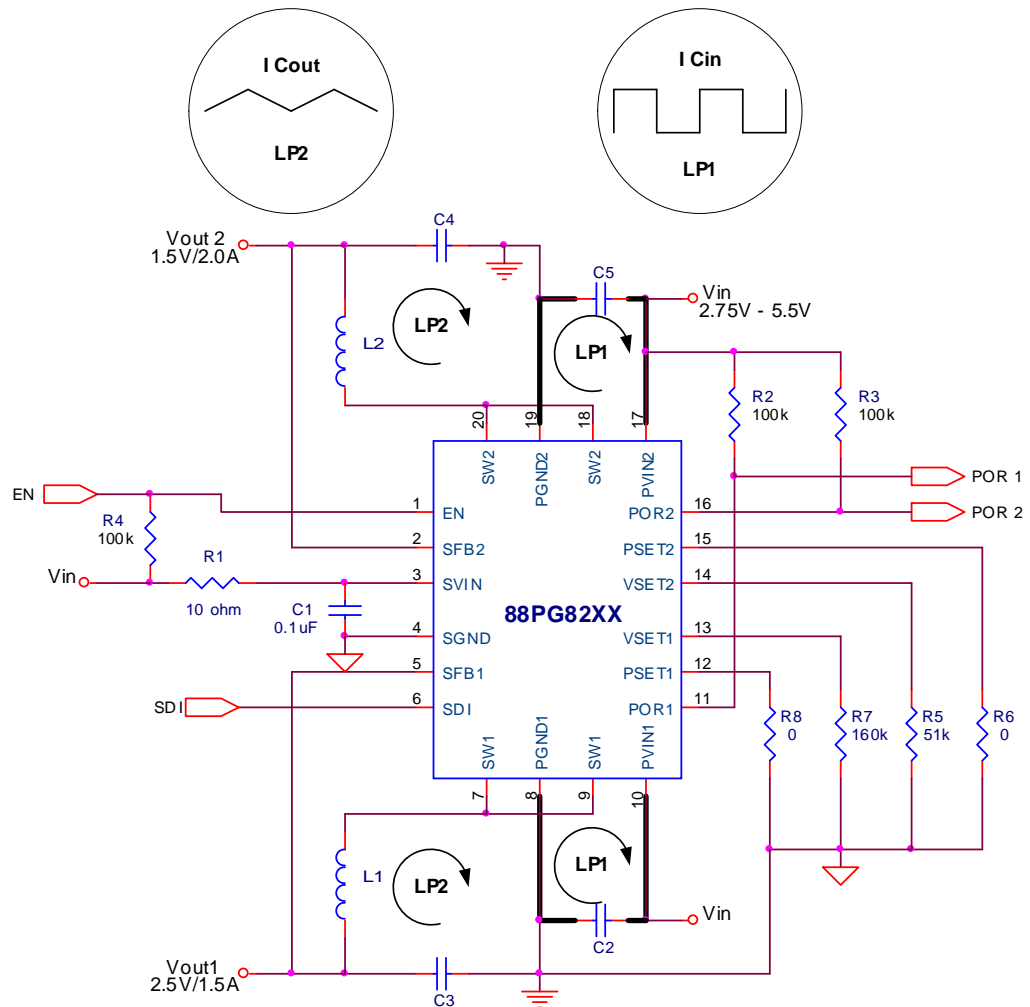 I Cout
LP2
I Cin
LP1
C4
Vout 2
1.5V/2.0A
C5
Vin
2.75V - 5.5V
LP2
LP1
L2
R2
100k
R3
100k
20
19
18
17
SW2
PGND2
SW2
PVIN2
EN
POR 1
POR 2
1
EN
POR2
16
R4
100k
2
SFB2
PSET2
15
R1
Vin
10 ohm
3
SVIN
VSET2
14
C1
0.1uF
88PG82XX
4
SGND
VSET1
13
5
SFB1
PSET1
12
SDI
6
SDI
POR1
11
R8
0
R7
160k
R5
51k
R6
0
SW1
PGND1
SW1
PVIN1
7
8
9
10
L1
LP2
LP1
Vin
C2
Vout1
2.5V/1.5A
C3